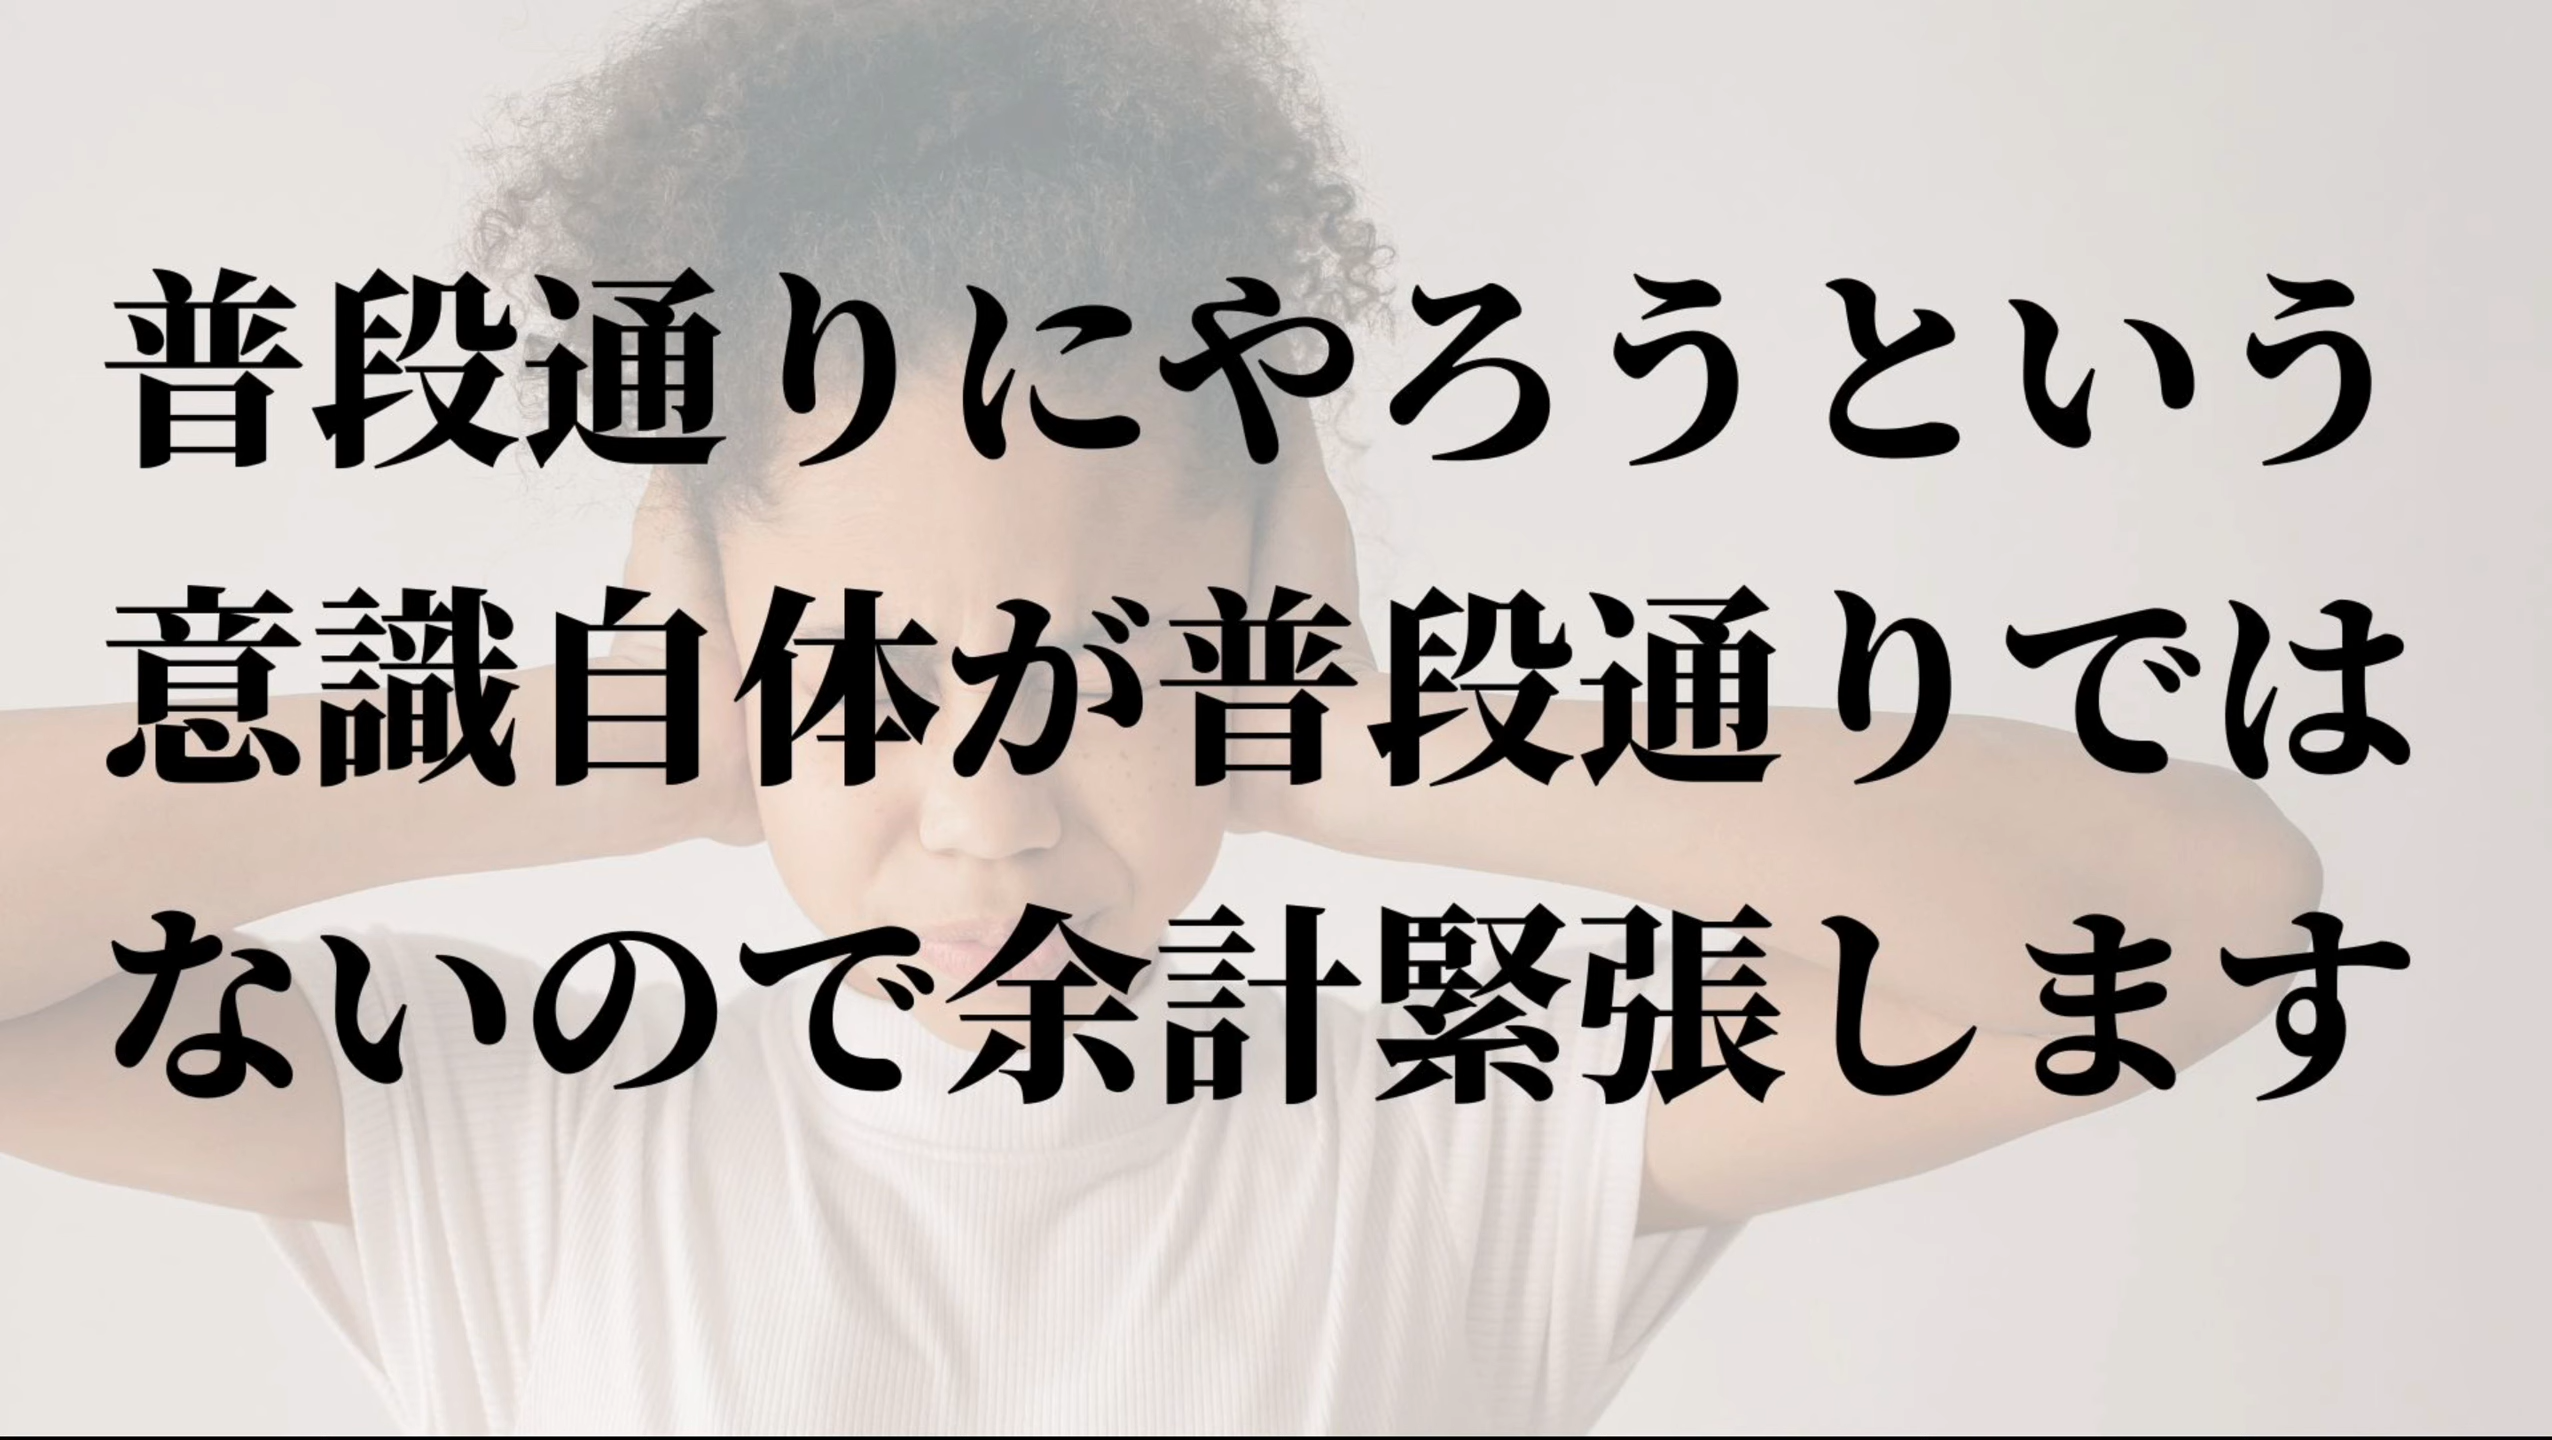 普段通りにやろうという
意識自体が普段通りでは
ないので余計緊張します